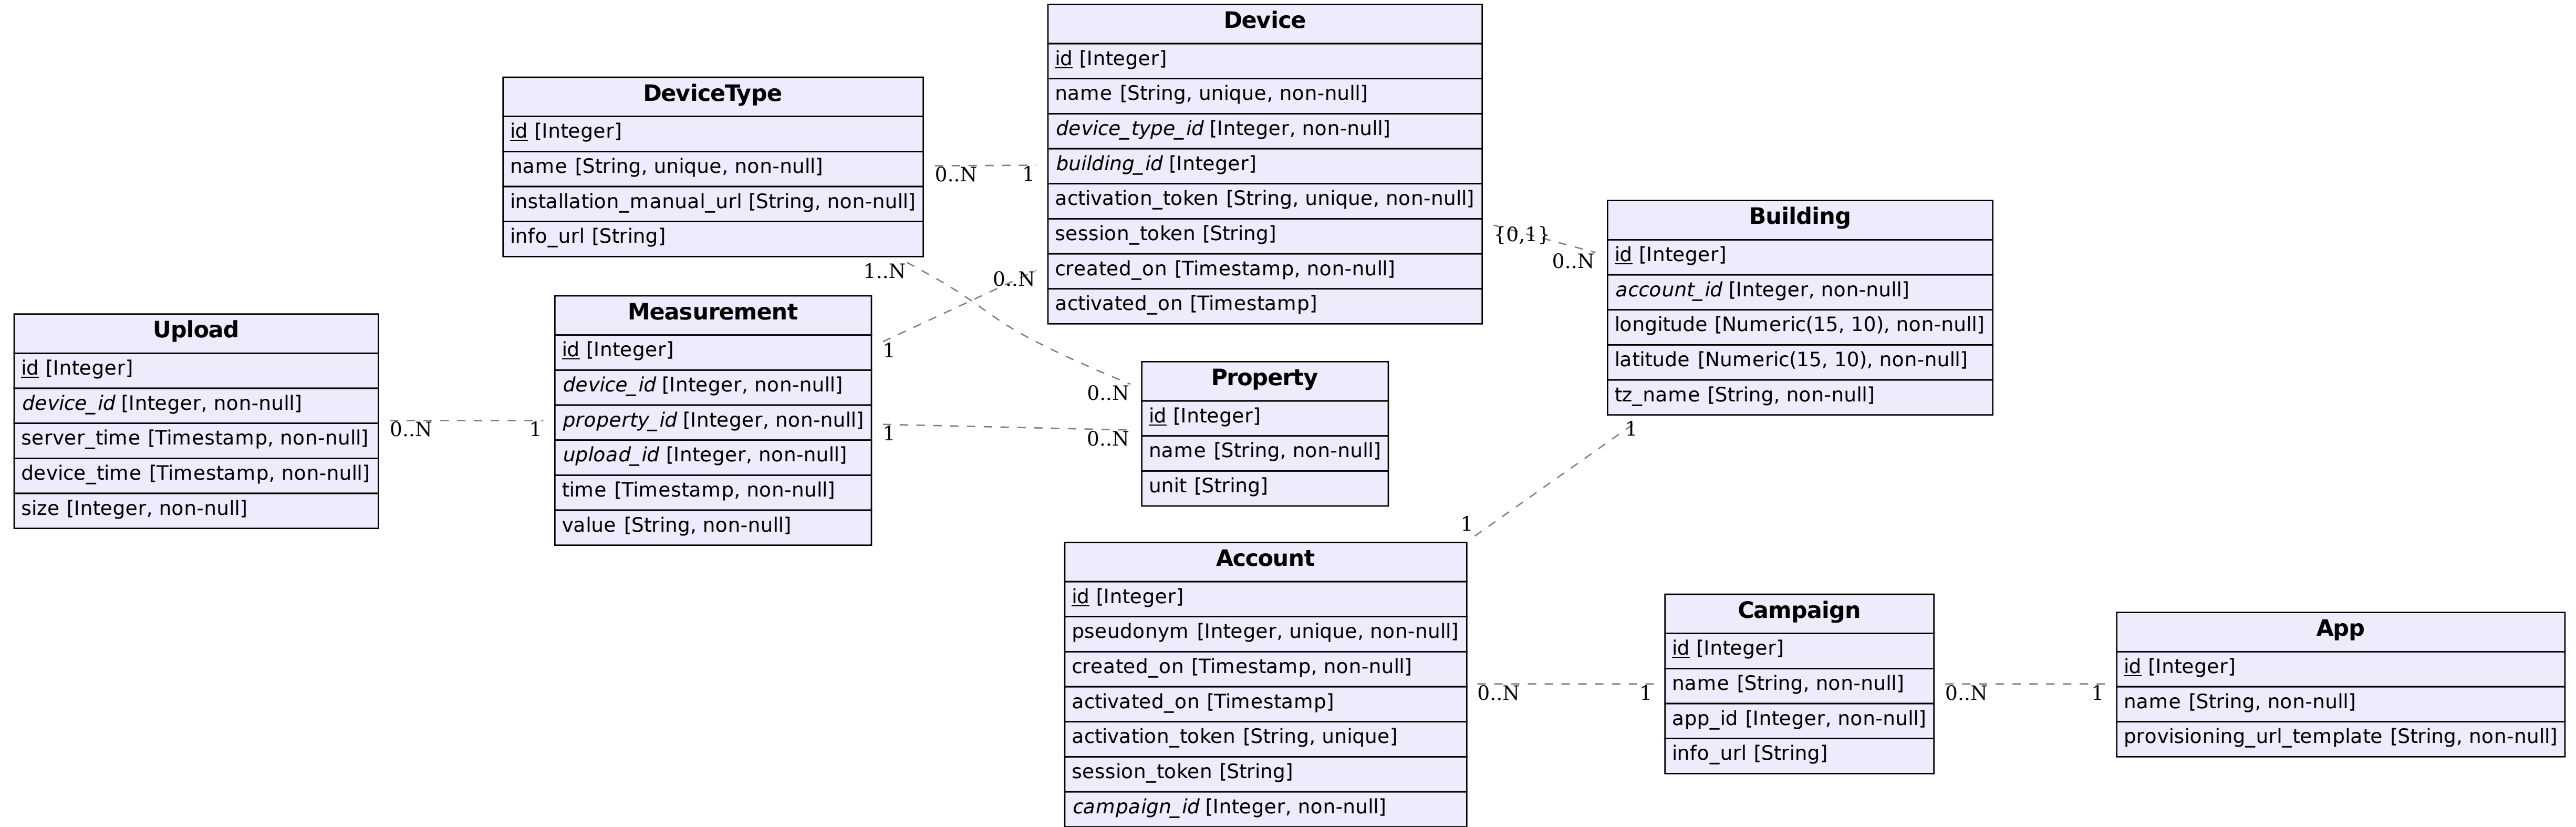 Device
id [Integer]
name [String, unique, non-null]
device_type_id [Integer, non-null]
building_id [Integer]
activation_token [String, unique, non-null]
session_token [String]
created_on [Timestamp, non-null]
activated_on [Timestamp]
DeviceType
id [Integer]
name [String, unique, non-null]
installation_manual_url [String, non-null]
info_url [String]
0..N
1
{0,1}
0..N
Building
id [Integer]
account_id [Integer, non-null]
longitude [Numeric(15, 10), non-null]
latitude [Numeric(15, 10), non-null]
tz_name [String, non-null]
1..N
0..N
0..N
1
Upload
id [Integer]
device_id [Integer, non-null]
server_time [Timestamp, non-null]
device_time [Timestamp, non-null]
size [Integer, non-null]
0..N
1
Measurement
id [Integer]
device_id [Integer, non-null]
property_id [Integer, non-null]
upload_id [Integer, non-null]
time [Timestamp, non-null]
value [String, non-null]
1
0..N
Property
id [Integer]
name [String, non-null]
unit [String]
1
1
Account
id [Integer]
pseudonym [Integer, unique, non-null]
created_on [Timestamp, non-null]
activated_on [Timestamp]
activation_token [String, unique]
session_token [String]
campaign_id [Integer, non-null]
0..N
1
Campaign
id [Integer]
name [String, non-null]
app_id [Integer, non-null]
info_url [String]
0..N
1
App
id [Integer]
name [String, non-null]
provisioning_url_template [String, non-null]